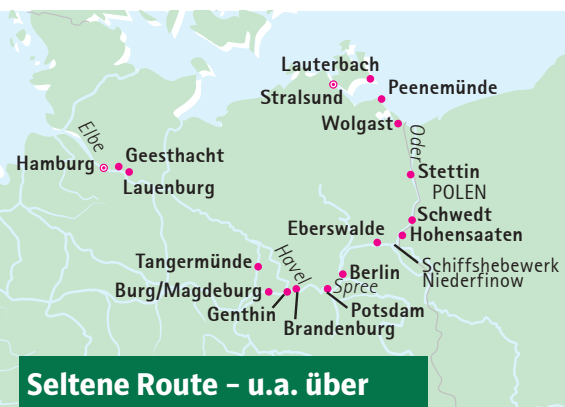 Lauterbach
Peenemünde
Stralsund
Wolgast
Elbe
Oder
Hamburg
Geesthacht
Lauenburg
Stettin
POLEN
Schwedt
Eberswalde
Hohensaaten
Schiffshebewerk
Niederfinow
Tangermünde
Havel
Berlin
Burg/Magdeburg
Spree
Genthin
Potsdam
Brandenburg
Seltene Route – u.a. über